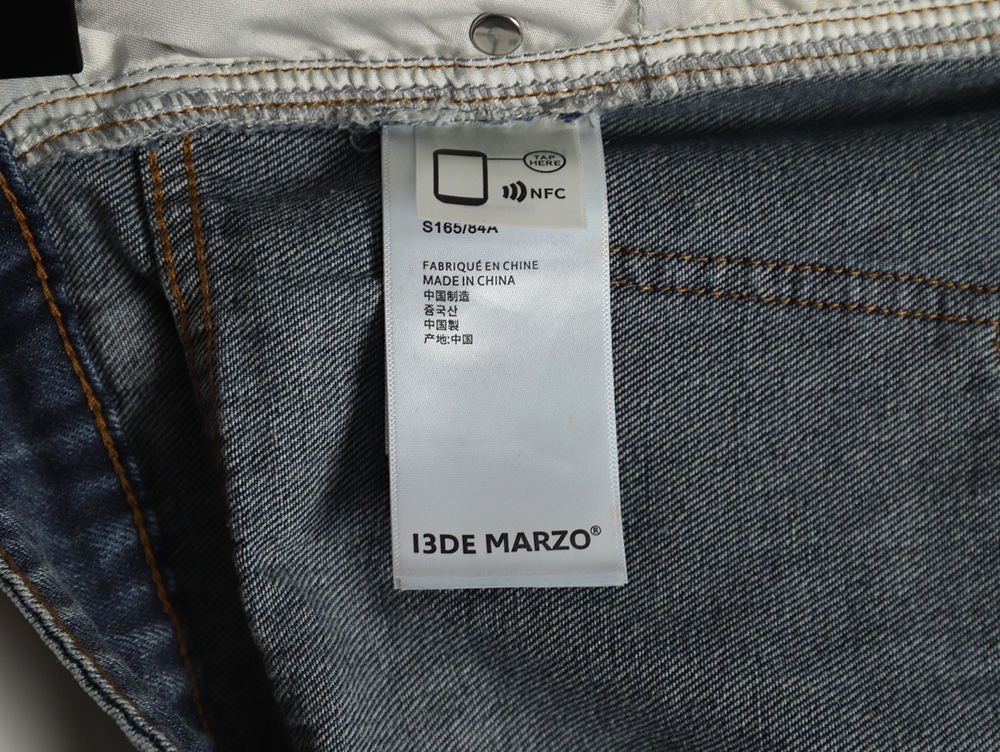 TAP
HERE
NFC
S165/84A
FABRIQUÉ EN CHINE
MADE IN CHINA
中国制造
중국산
中国製
产地:中国
13DE MARZO®